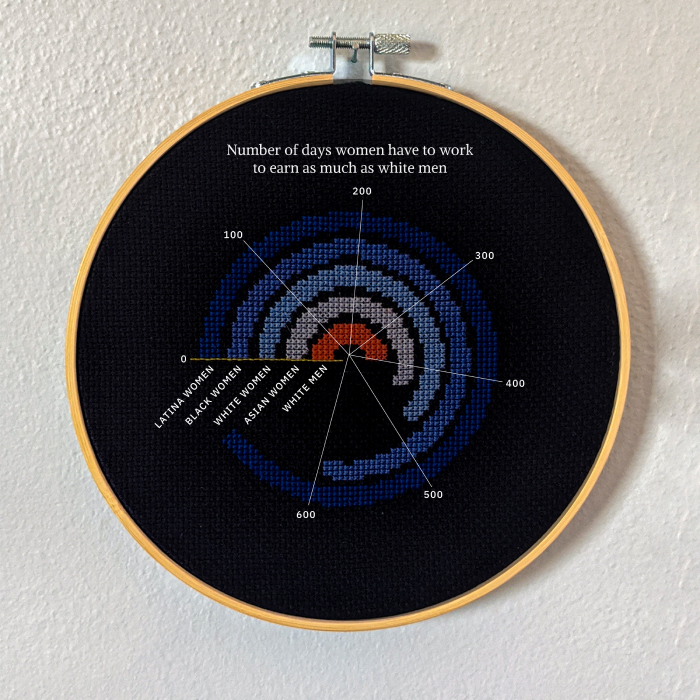 Number of days women have to work
to earn as much as white men
200
100
300
0
400
LATINA WOMEN
BLACK WOMEN
WHITE WOMEN
ASIAN WOMEN
WHITE MEN
500
600